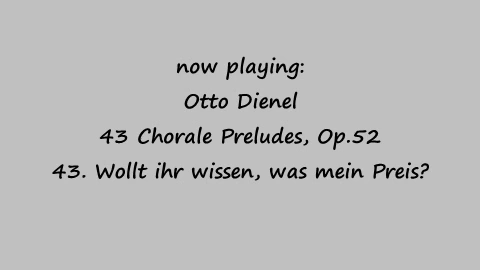 now playing:
Otto Dienel
43 Chorale Preludes, Op.52
43. Wollt ihr wissen, was mein Preis?